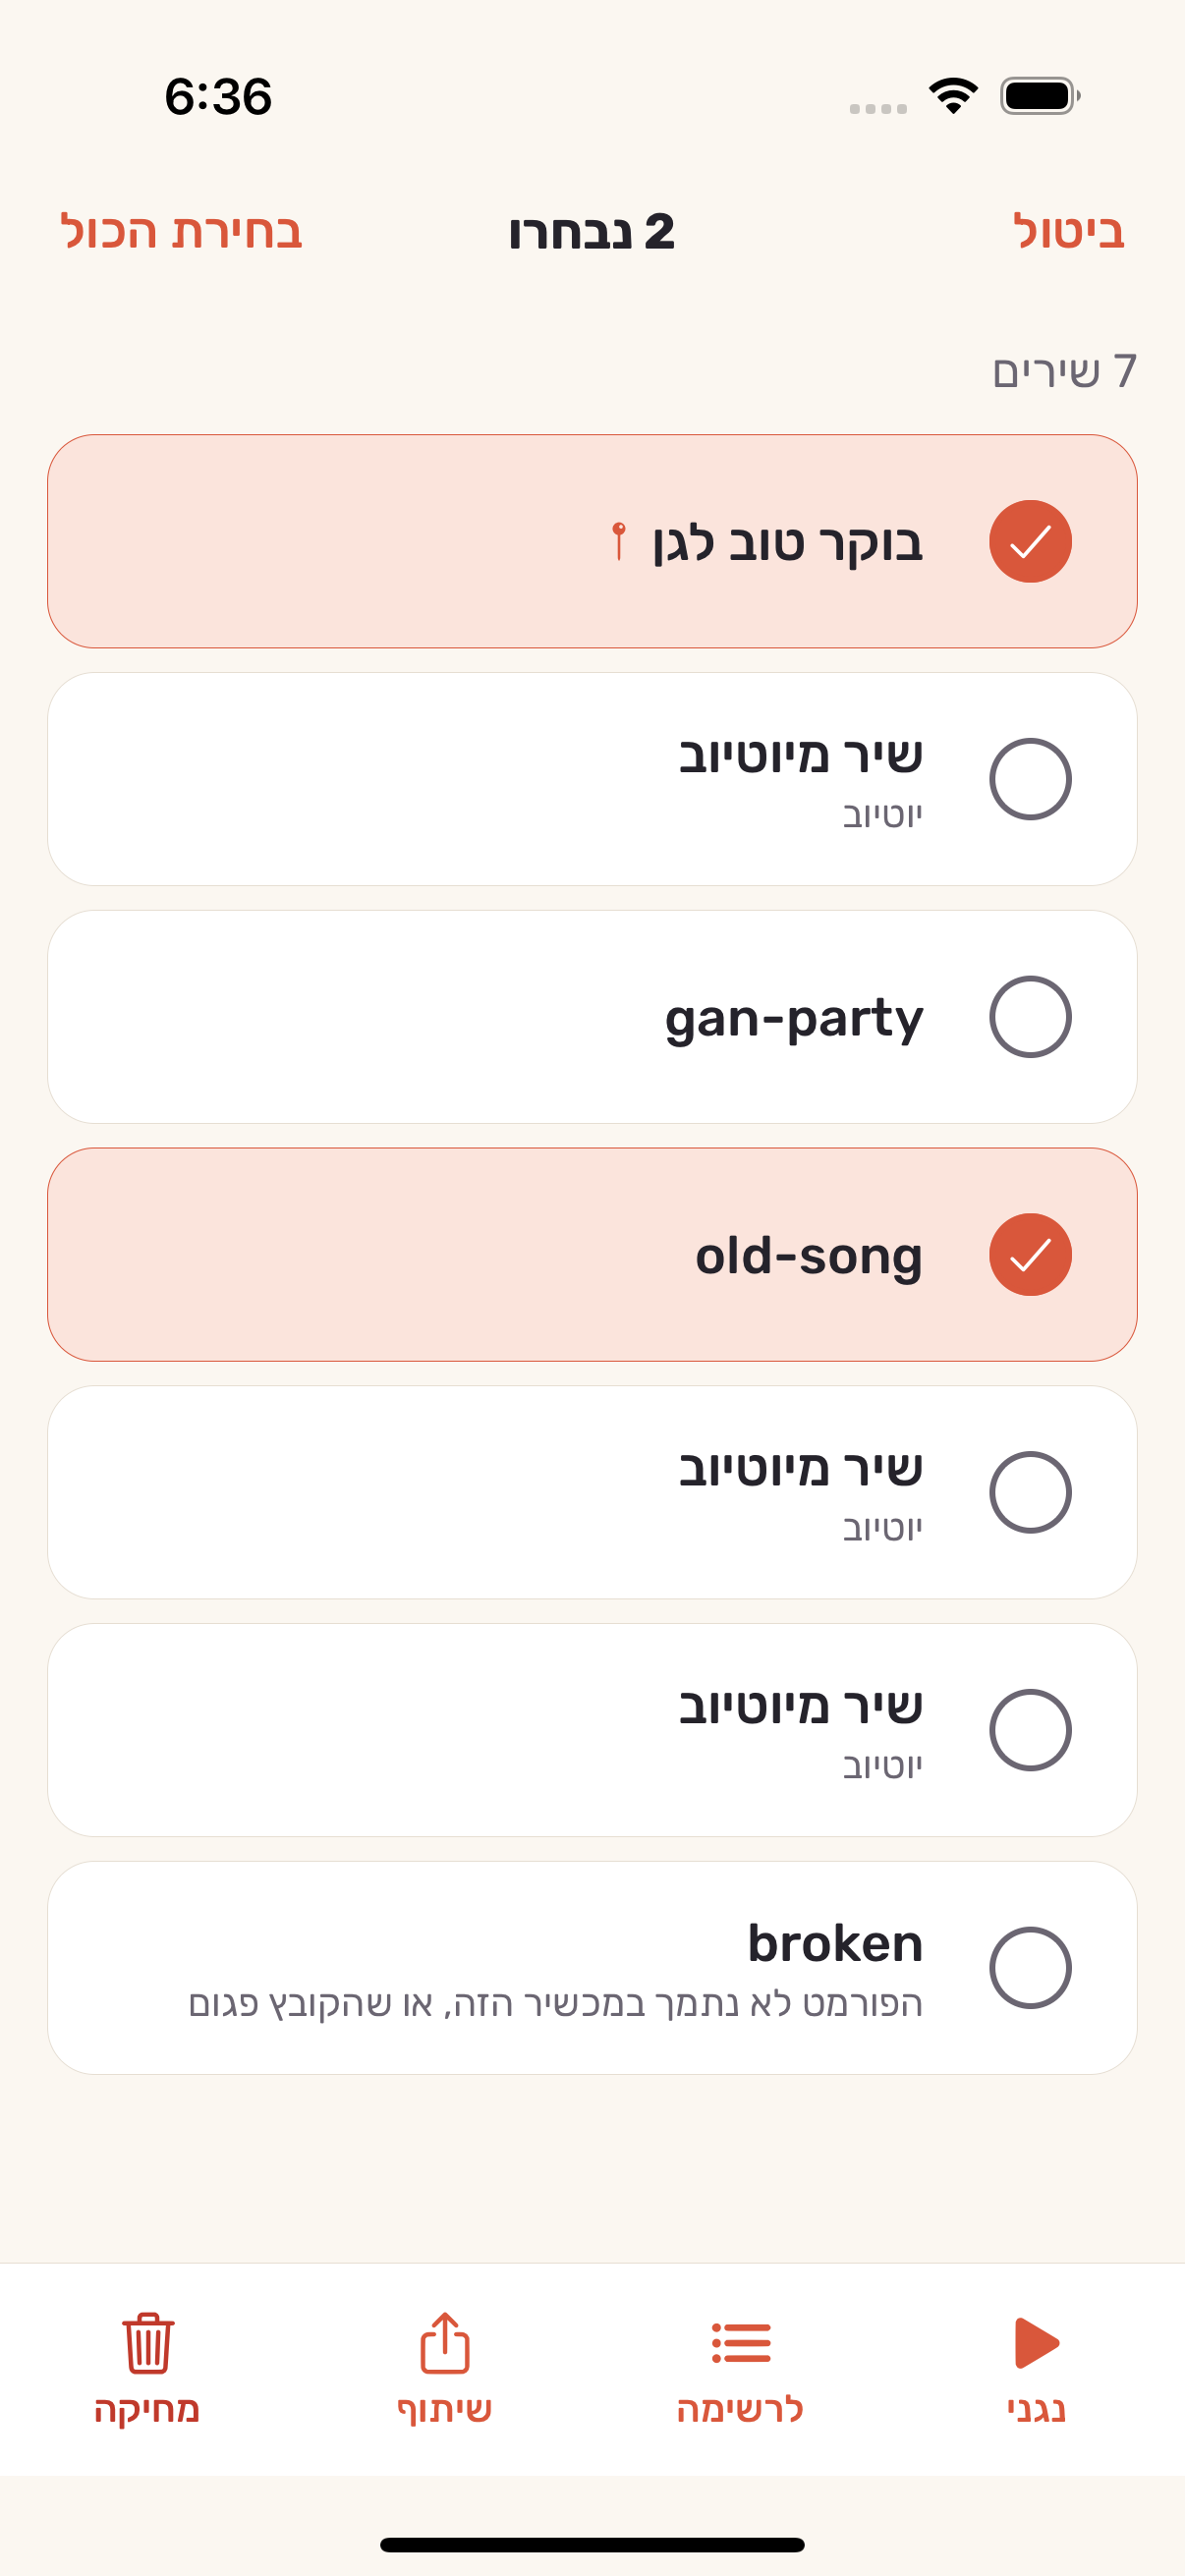 6:36
ביטול
2 נבחרו
בחירת הכול
7 שירים
בוקר טוב לגן
שיר מיוטיוב
יוטיוב
gan-party
old-song
שיר מיוטיוב
יוטיוב
שיר מיוטיוב
יוטיוב
broken
הפורמט לא נתמך במכשיר הזה, או שהקובץ פגום
נגני
לרשימה
שיתוף
מחיקה